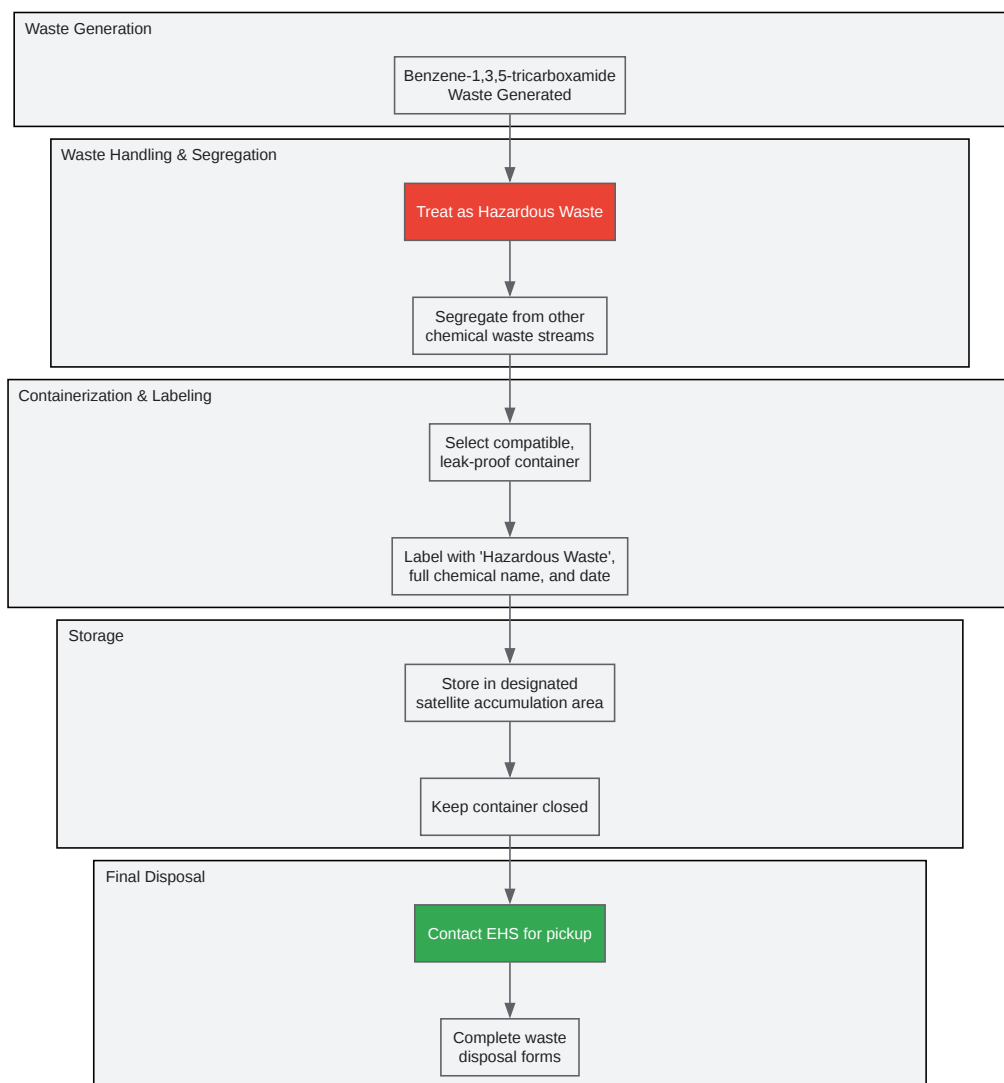 Waste Generation
Benzene-1,3,5-tricarboxamide
Waste Generated
Waste Handling & Segregation
Treat as Hazardous Waste
Segregate from other
chemical waste streams
Containerization & Labeling
Select compatible,
leak-proof container
Label with 'Hazardous Waste',
full chemical name, and date
Storage
Store in designated
satellite accumulation area
Keep container closed
Final Disposal
Contact EHS for pickup
Complete waste
disposal forms